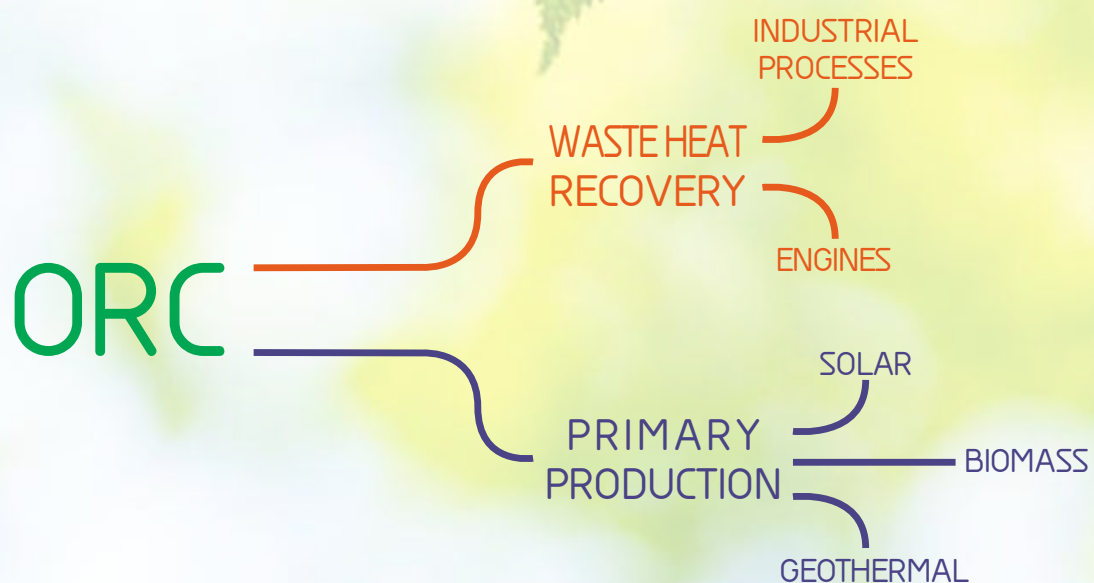 ORC
WASTE HEAT
RECOVERY
INDUSTRIAL
PROCESSES
ENGINES
PRIMARY
PRODUCTION
SOLAR
BIOMASS
GEOTHERMAL